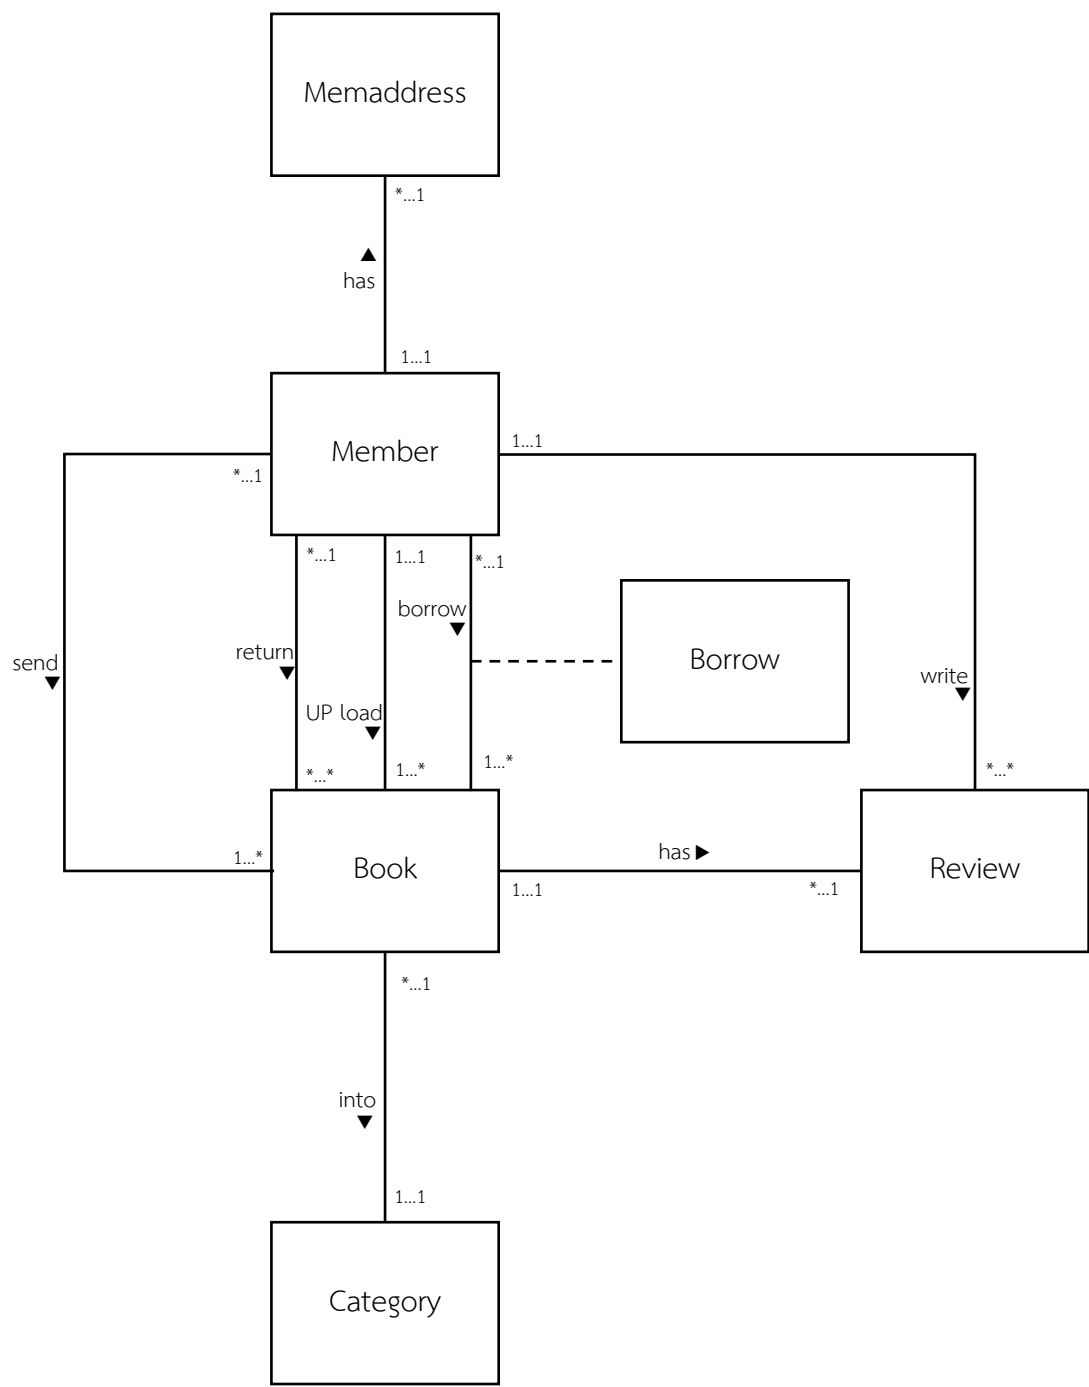 Memaddress
*...1
has
1...1
Member
1...1
*...1
*...1
1...1
*...1
borrow
send
return
Borrow
write
UP load
*...*
1...*
1...*
*...*
1...*
Book
has
Review
1...1
*...1
*...1
into
1...1
Category